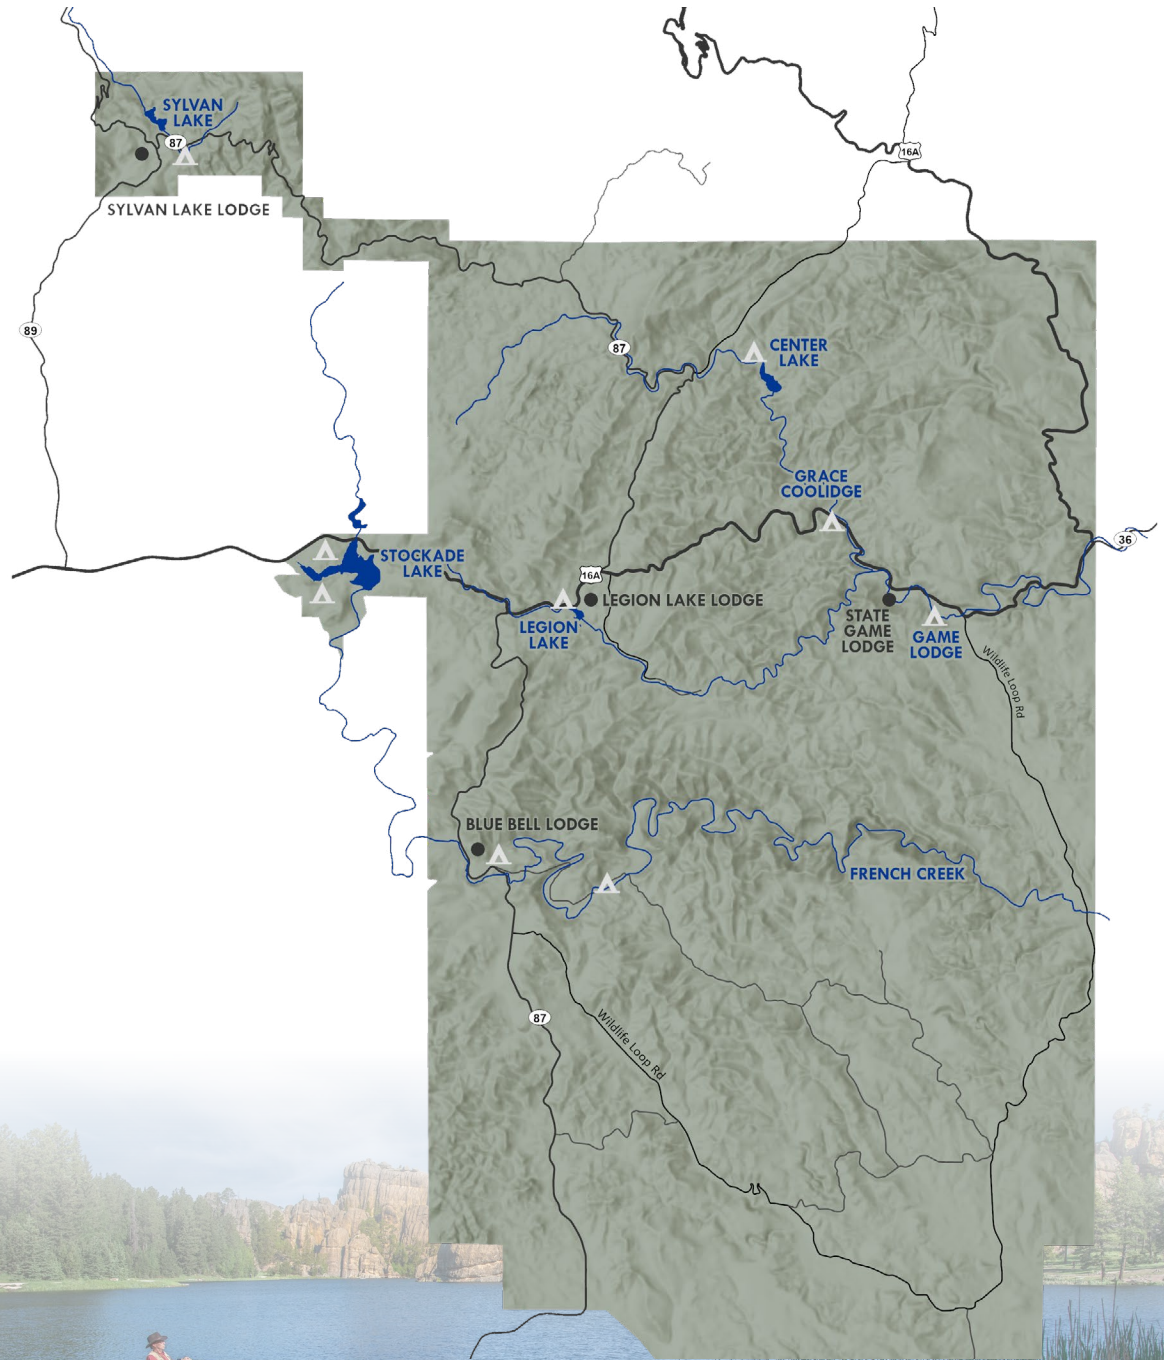 SYLVAN
LAKE
87
16A
SYLVAN LAKE LODGE
89
87
CENTER
LAKE
GRACE
COOLIDGE
36
STOCKADE
LAKE
16A
LEGION LAKE LODGE
LEGION
LAKE
STATE
GAME
LODGE
GAME
LODGE
Wildlife Loop Rd
BLUE BELL LODGE
FRENCH CREEK
87
Wildlife Loop Rd